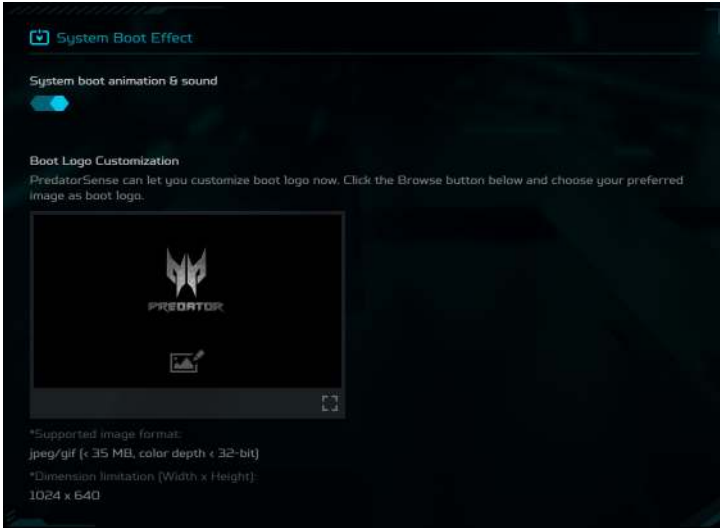 System Boot Effect
System boot animation & sound
Boot Logo Customization
PredatorSense can let you customize boot logo now. Click the Browse button below and choose your preferred
image as boot logo.
PREDATOR
*Supported image format:
jpeg/gif (< 35 MB, color depth < 32-bit)
*Dimension limitation (Width x Height):
1024 x 640